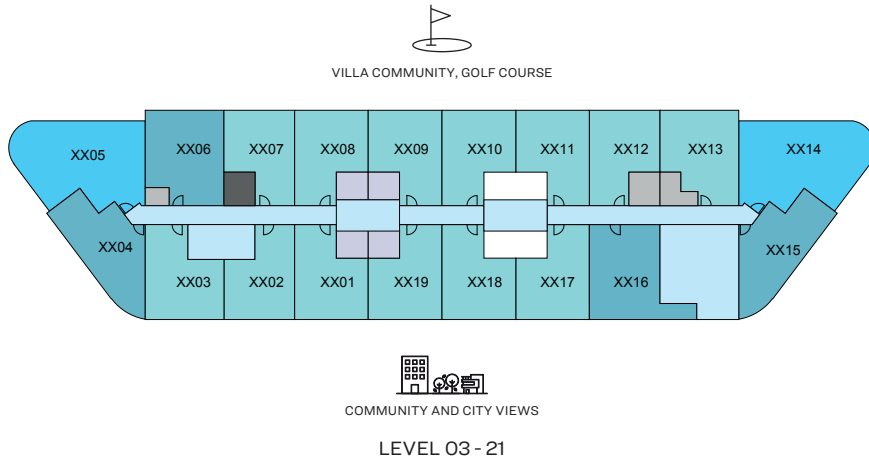 VILLA COMMUNITY, GOLF COURSE
XX05 XX06 XX07 XX08 XX09 XX10 XX11 XX12 XX13 XX14
XX04 XX15
XX03 XX02 XX01 XX19 XX18 XX17 XX16
COMMUNITY AND CITY VIEWS
LEVEL 03 - 21